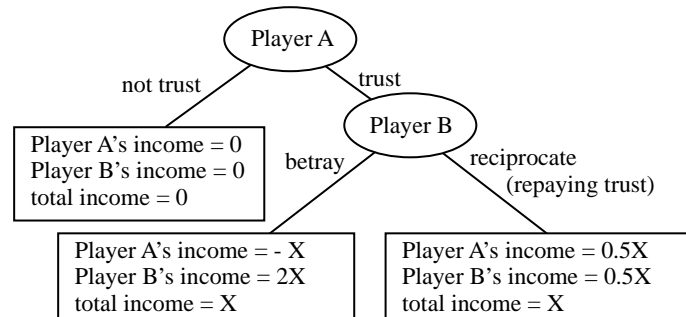 Player A
not trust
trust
Player A's income = 0
Player B's income = 0
total income = 0
Player B
betray
reciprocate
(repaying trust)
Player A's income = - X
Player B's income = 2X
total income = X
Player A's income = 0.5X
Player B's income = 0.5X
total income = X